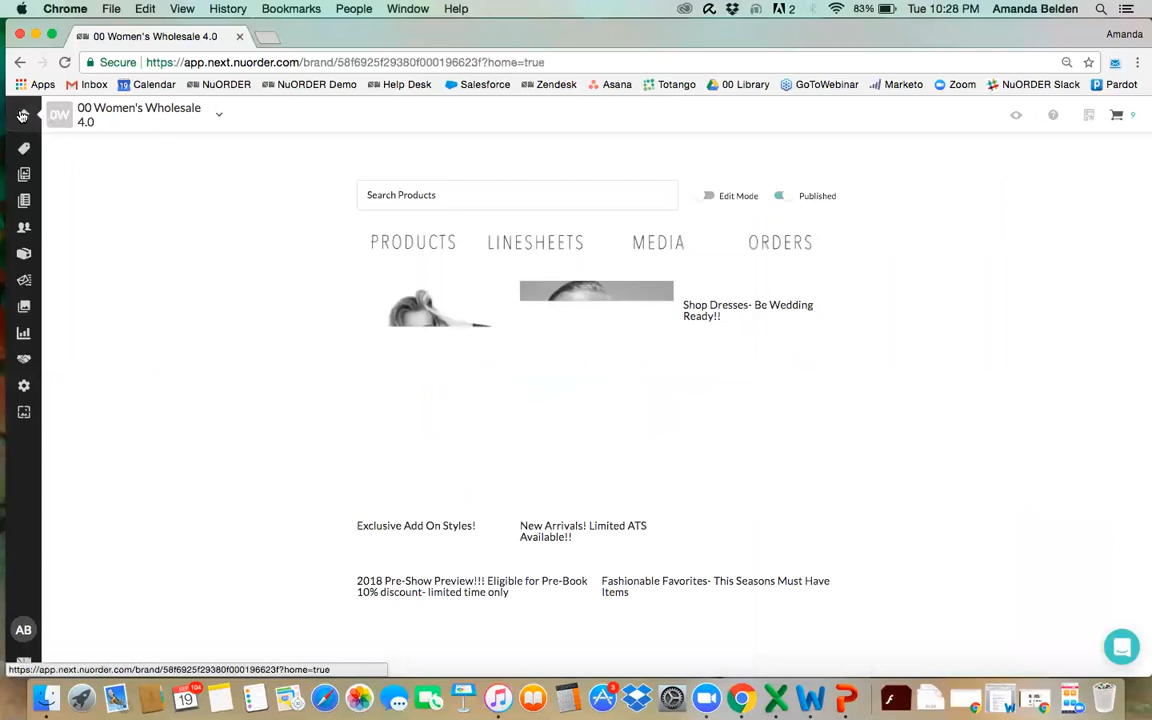 Chrome File Edit View History Bookmarks People Window Help 2 83% Tue 10:28 PM Amanda Belden
00 Women's Wholesale 4.0 Amanda
Secure https://app.next.nuorder.com/brand/58f6925f29380f000196623f?home=true
Apps Inbox Calendar NuORDER NuORDER Demo Help Desk Salesforce Zendesk Asana Totango 00 Library GoToWebinar Marketo Zoom NuORDER Slack Pardot
OW 00 Women's Wholesale
4.0
9
Search Products Edit Mode Published
PRODUCTS LINESHEETS MEDIA ORDERS
Shop Dresses- Be Wedding
Ready!!
Exclusive Add On Styles! New Arrivals! Limited ATS
Available!!
2018 Pre-Show Preview!!! Eligible for Pre-Book
10% discount- limited time only
Fashionable Favorites- This Seasons Must Have
Items
AB
https://app.next.nuorder.com/brand/58f6925f29380f000196623f?home=true
19 104 3